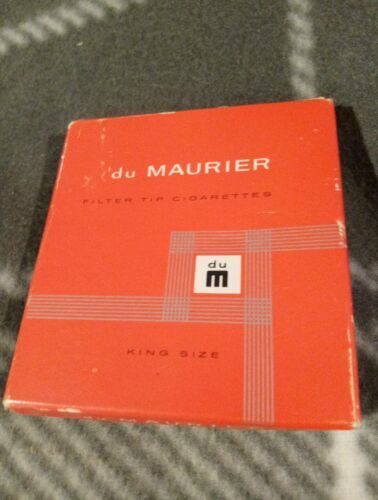 du MAURIER
FILTER TIP CIGARETTES
du
m
KING SIZE